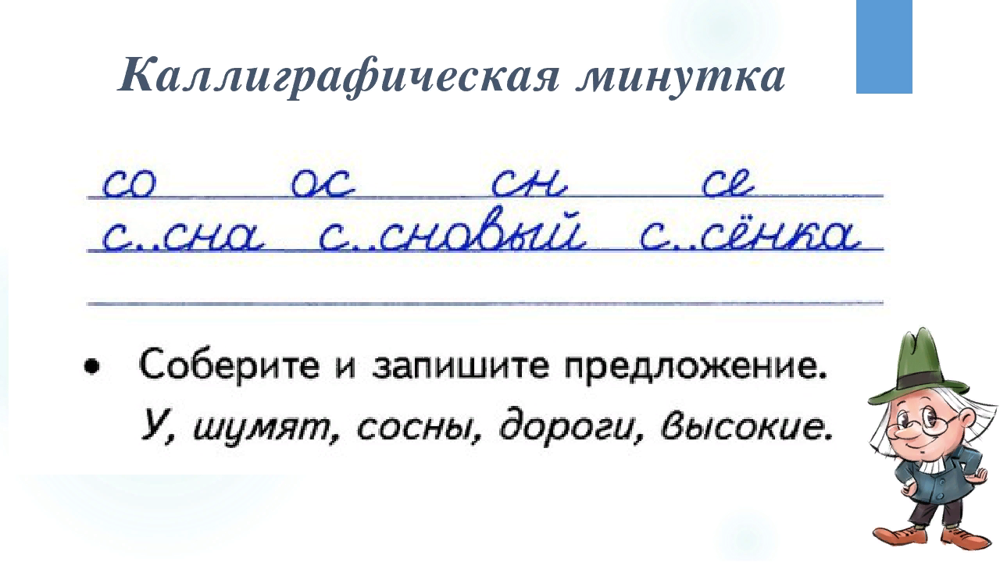 Каллиграфическая минутка
со ос сн се
с..сна с..сновый с..сёнка
• Соберите и запишите предложение.
У, шумят, сосны, дороги, высокие.